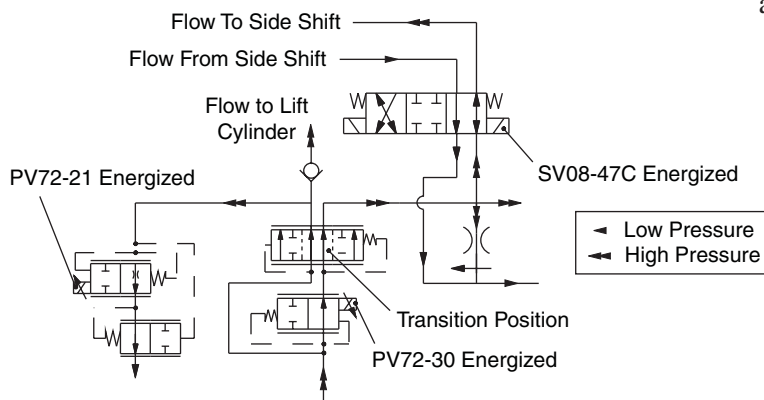 a
Flow To Side Shift
Flow From Side Shift
Flow to Lift
Cylinder
PV72-21 Energized
SV08-47C Energized
Low Pressure
High Pressure
Transition Position
PV72-30 Energized